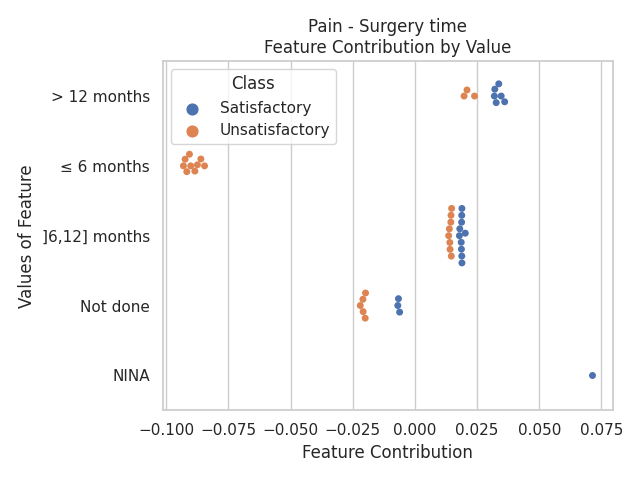 Pain - Surgery time
Feature Contribution by Value
Class
Satisfactory
Unsatisfactory
Values of Feature
> 12 months
≤ 6 months
]6,12] months
Not done
NINA
−0.100 −0.075 −0.050 −0.025 0.000 0.025 0.050 0.075
Feature Contribution